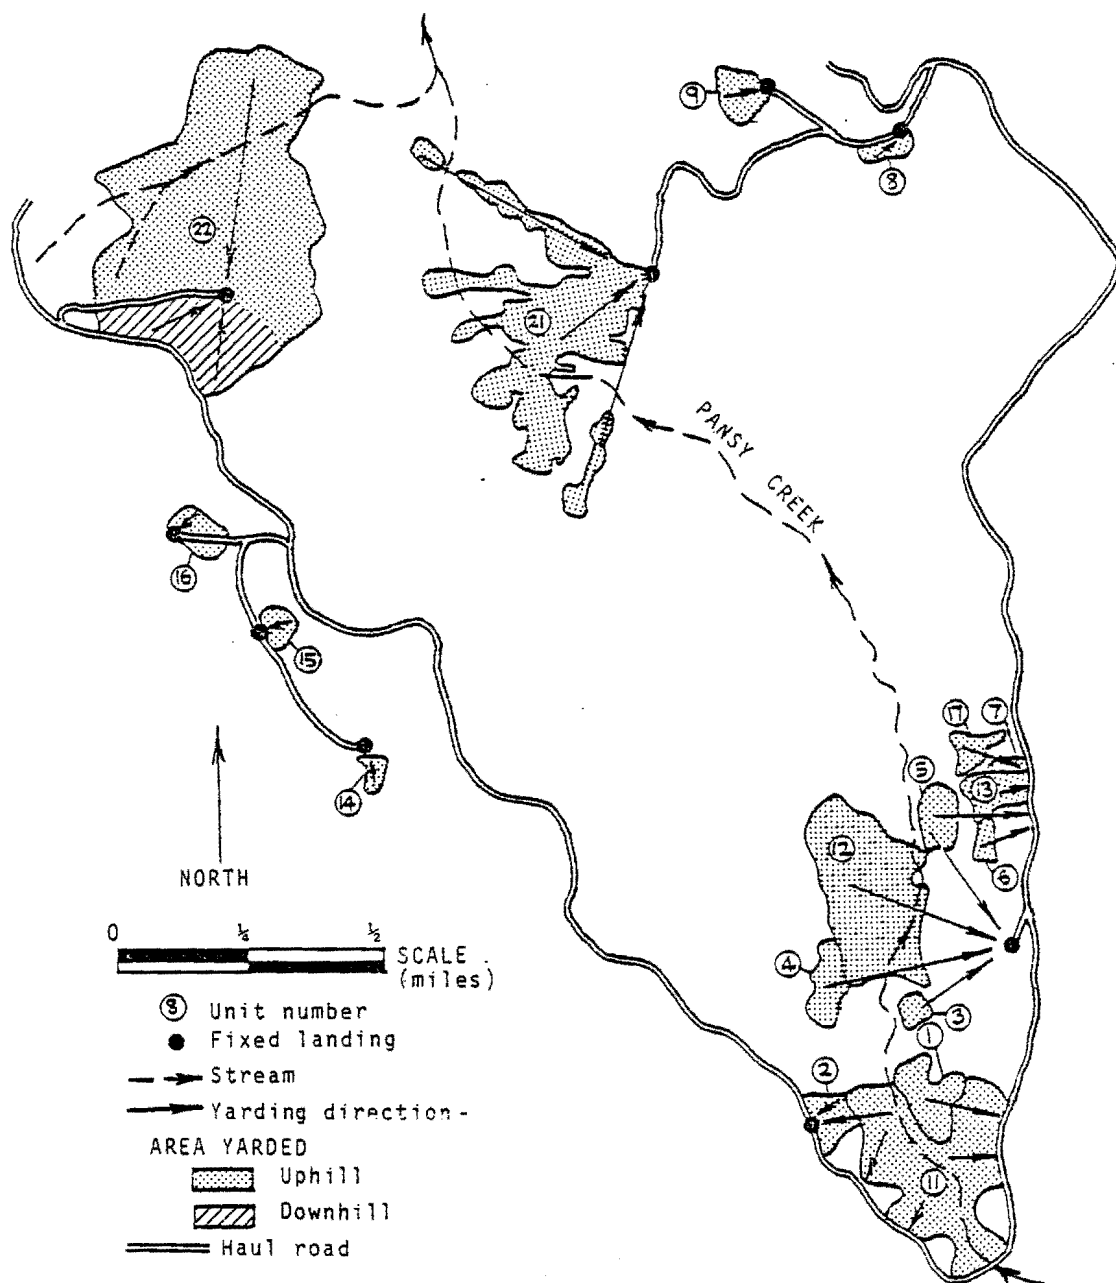 9
8
22
21
PANSY CREEK
16
15
14
17
7
5
13
12
6
4
3
1
2
11
NORTH
0 ¼ ½
SCALE
(miles)
8 Unit number
Fixed landing
Stream
Yarding direction-
AREA YARDED
Uphill
Downhill
Haul road